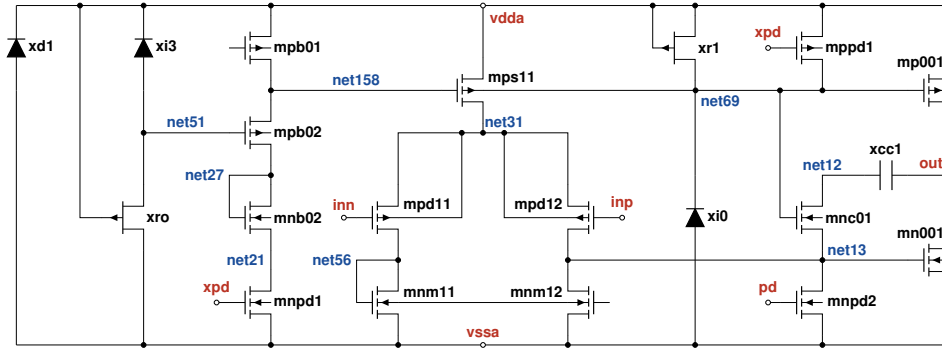 vdda
xpd
xd1
xi3
mpb01
xr1
mppd1
mp001
net158
mps11
net69
net51
mpb02
net31
xcc1
net27
net12
out
inn
mpd11
mpd12
inp
xro
mnb02
mnc01
mn001
net21
net56
net13
xpd
mnpd1
mnm11
mnm12
pd
mnpd2
vssa